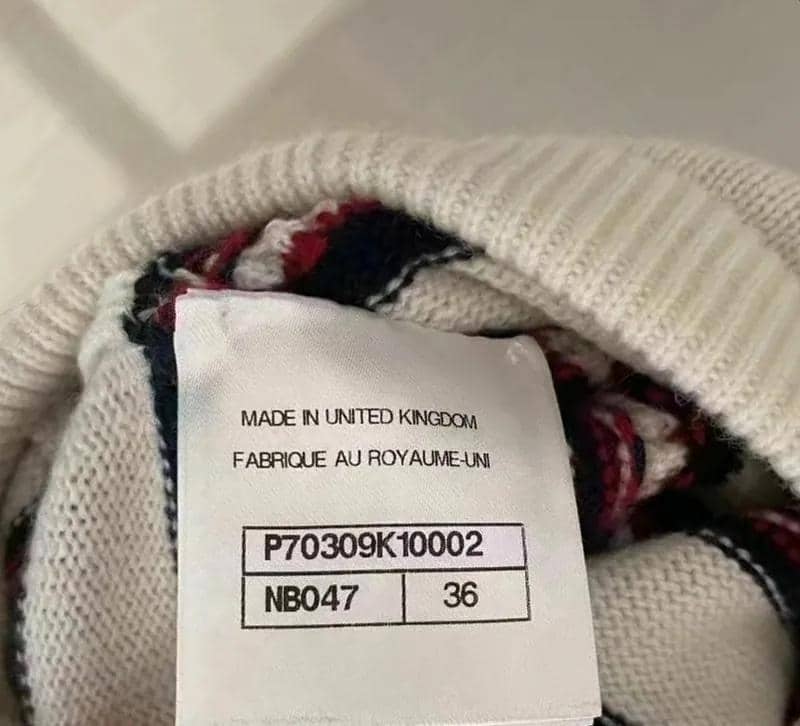 MADE IN UNITED KINGDOM
FABRIQUE AU ROYAUME-UNI
P70309K10002
NB047 36